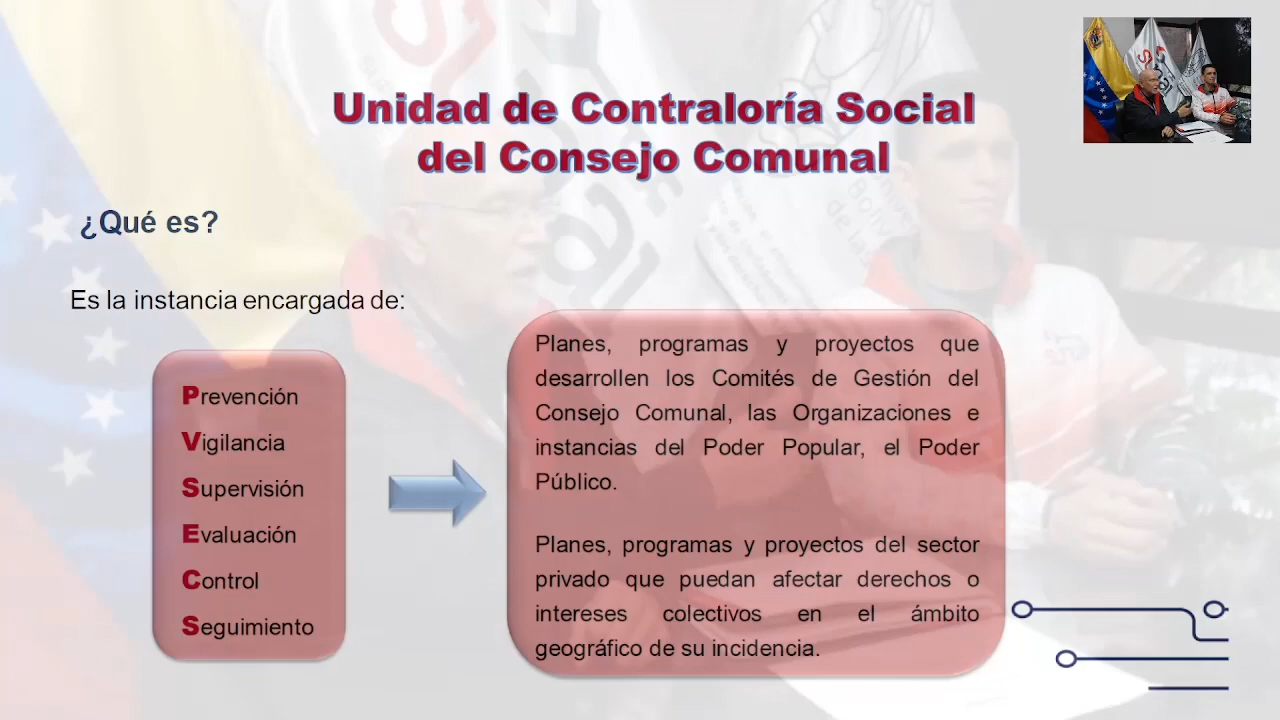 Unidad de Contraloría Social
del Consejo Comunal
¿Qué es?
Es la instancia encargada de:
Prevención
Vigilancia
Supervisión
Evaluación
Control
Seguimiento
Planes, programas y proyectos que
desarrollen los Comités de Gestión del
Consejo Comunal, las Organizaciones e
instancias del Poder Popular, el Poder
Público.
Planes, programas y proyectos del sector
privado que puedan afectar derechos o
intereses colectivos en el ámbito
geográfico de su incidencia.